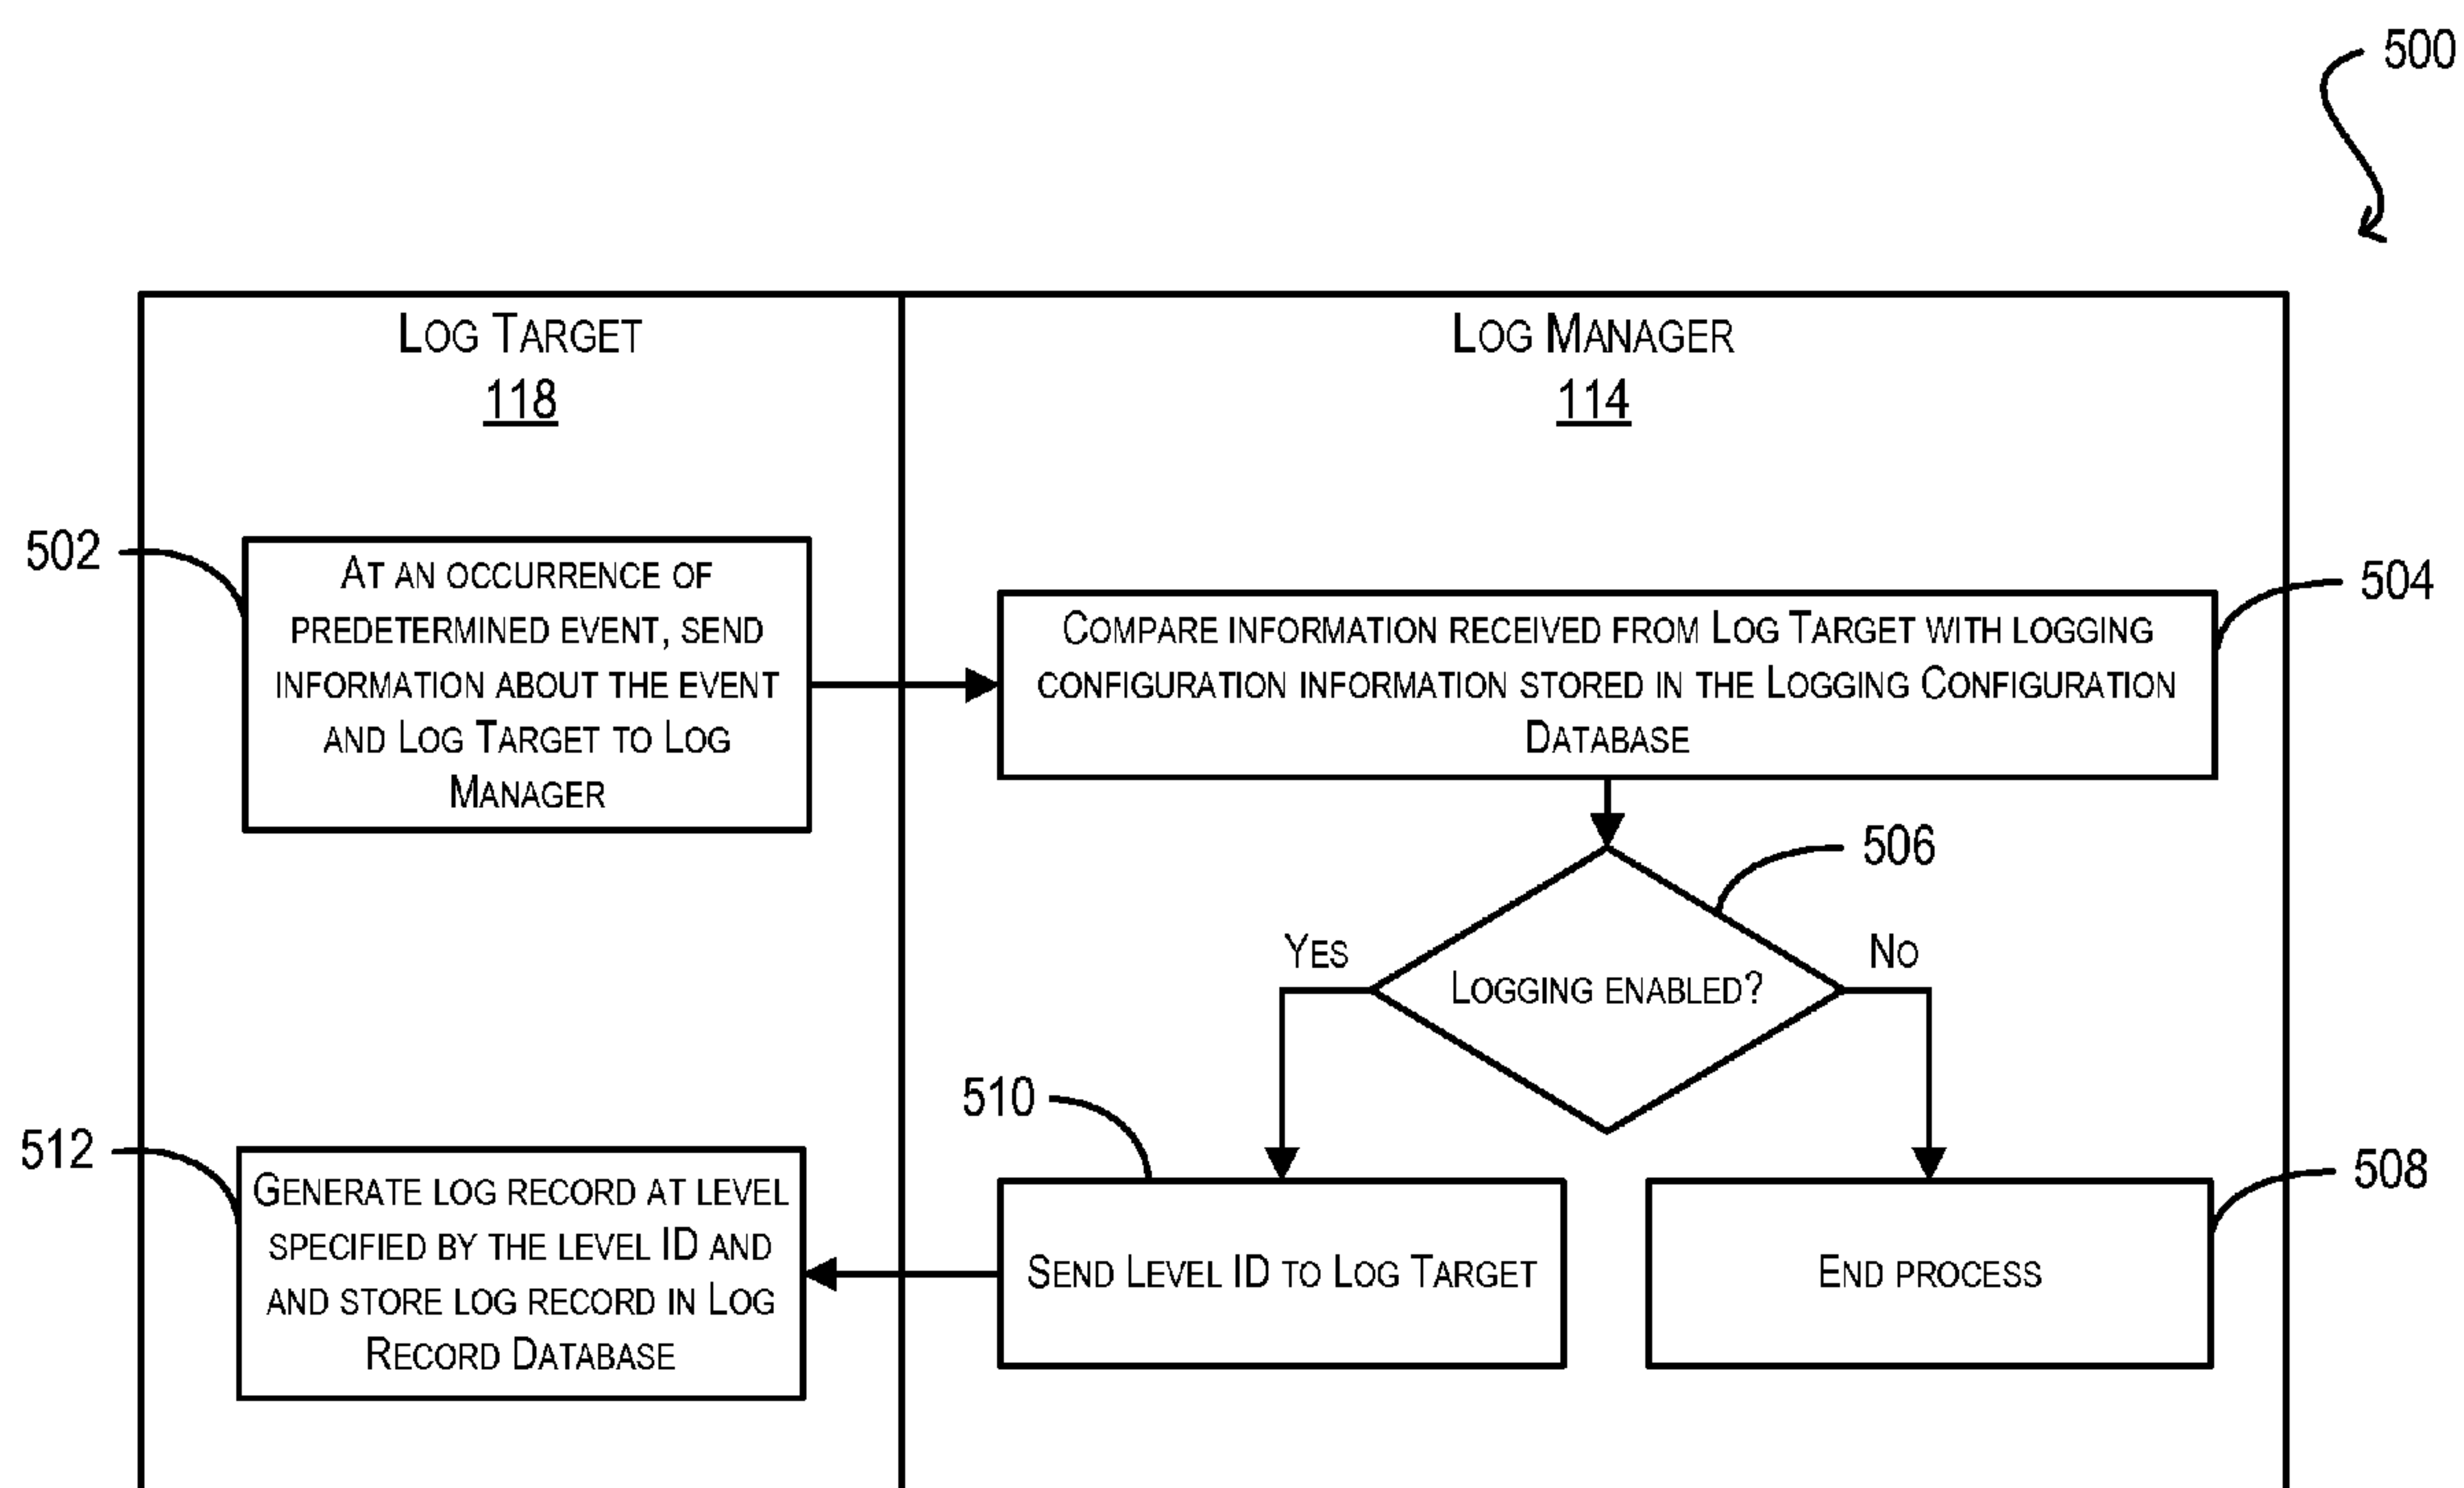 500
Log Target
118
Log Manager
114
502
At an occurrence of
predetermined event, send
information about the event
and Log Target to Log
Manager
504
Compare information received from Log Target with logging
configuration information stored in the Logging Configuration
Database
506
Yes
No
Logging enabled?
510
512
Generate log record at level
specified by the level ID and
and store log record in Log
Record Database
Send Level ID to Log Target
508
End process